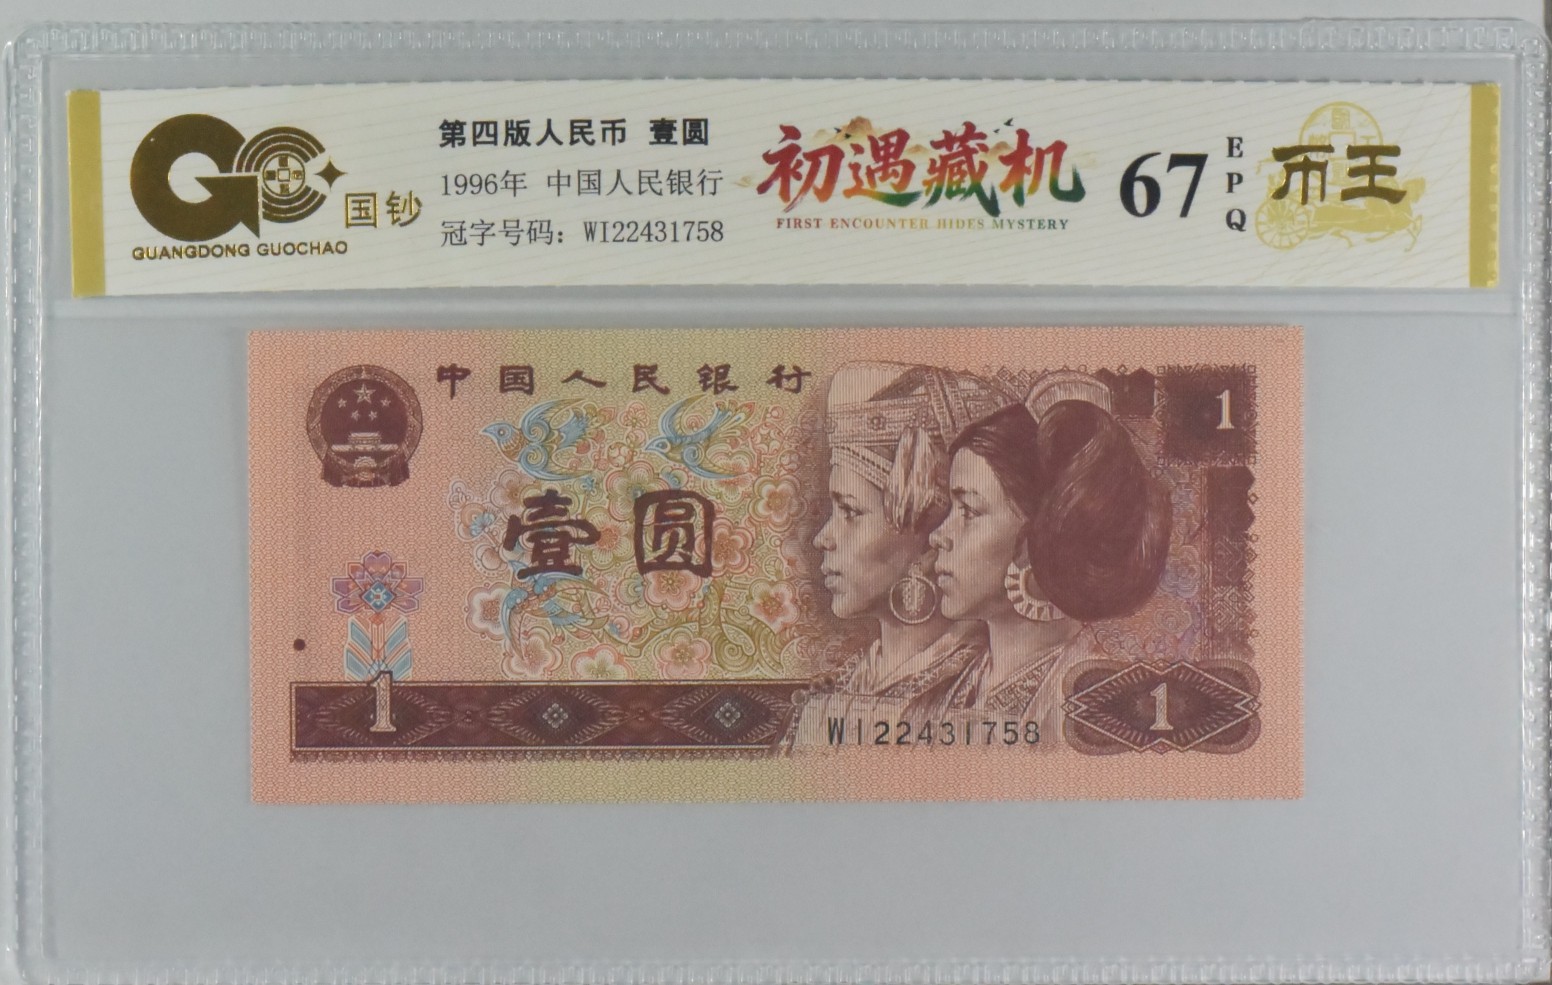 GUANGDONG GUOCHAO
国钞
第四版人民币 壹圆
1996年 中国人民银行
冠字号码：WI22431758
初遇藏机
FIRST ENCOUNTER HIDES MYSTERY
67
EPQ
币王
中国人民银行
1
壹圆
1
1
WI22431758